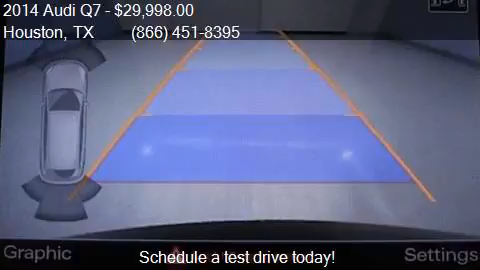 2014 Audi Q7 - $29,998.00
Houston, TX (866) 451-8395
Graphic
Settings
Schedule a test drive today!